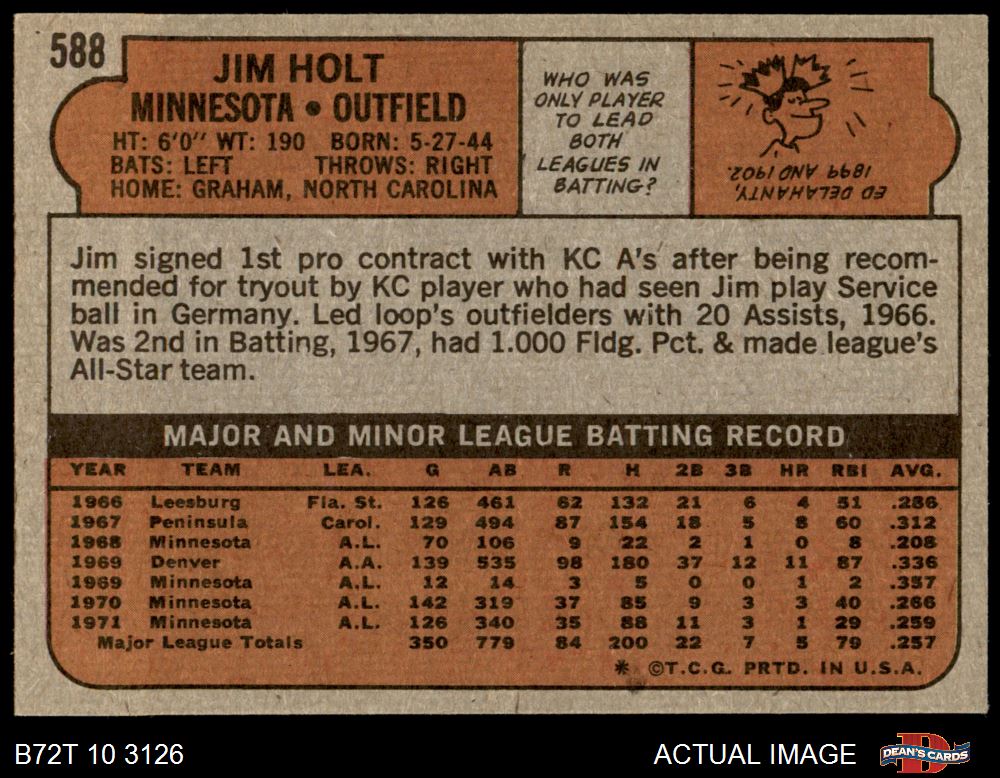 588
JIM HOLT
MINNESOTA • OUTFIELD
HT: 6'0" WT: 190 BORN: 5-27-44
BATS: LEFT THROWS: RIGHT
HOME: GRAHAM, NORTH CAROLINA
WHO WAS
ONLY PLAYER
TO LEAD
BOTH
LEAGUES IN
BATTING?
ED DELAHANTY,
1899 AND 1902.
Jim signed 1st pro contract with KC A's after being recom-
mended for tryout by KC player who had seen Jim play Service
ball in Germany. Led loop's outfielders with 20 Assists, 1966.
Was 2nd in Batting, 1967, had 1.000 Fldg. Pct. & made league's
All-Star team.
MAJOR AND MINOR LEAGUE BATTING RECORD
YEAR TEAM LEA. G AB R H 2B 3B HR RBI AVG.
1966 Leesburg Fla. St. 126 461 62 132 21 6 4 51 .286
1967 Peninsula Carol. 129 494 87 154 18 5 8 60 .312
1968 Minnesota A.L. 70 106 9 22 2 1 0 8 .208
1969 Denver A.A. 139 535 98 180 37 12 11 87 .336
1969 Minnesota A.L. 12 14 3 5 0 0 1 2 .357
1970 Minnesota A.L. 142 319 37 85 9 3 3 40 .266
1971 Minnesota A.L. 126 340 35 88 11 3 1 29 .259
Major League Totals 350 779 84 200 22 7 5 79 .257
* ©T.C.G. PRTD. IN U.S.A.
B72T 10 3126
ACTUAL IMAGE
D
DEAN'S CARDS